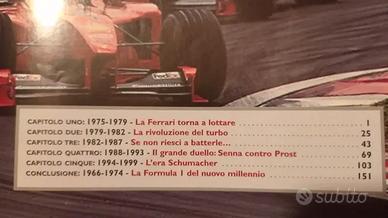 FedEx
FedEx
CAPITOLO UNO: 1975-1979 - La Ferrari torna a lottare 1
CAPITOLO DUE: 1979-1982 - La rivoluzione del turbo 25
CAPITOLO TRE: 1982-1987 - Se non riesci a batterle... 43
CAPITOLO QUATTRO: 1988-1993 - Il grande duello: Senna contro Prost 69
CAPITOLO CINQUE: 1994-1999 - L'era Schumacher 103
CONCLUSIONE: 1966-1974 - La Formula 1 del nuovo millennio 151
subito